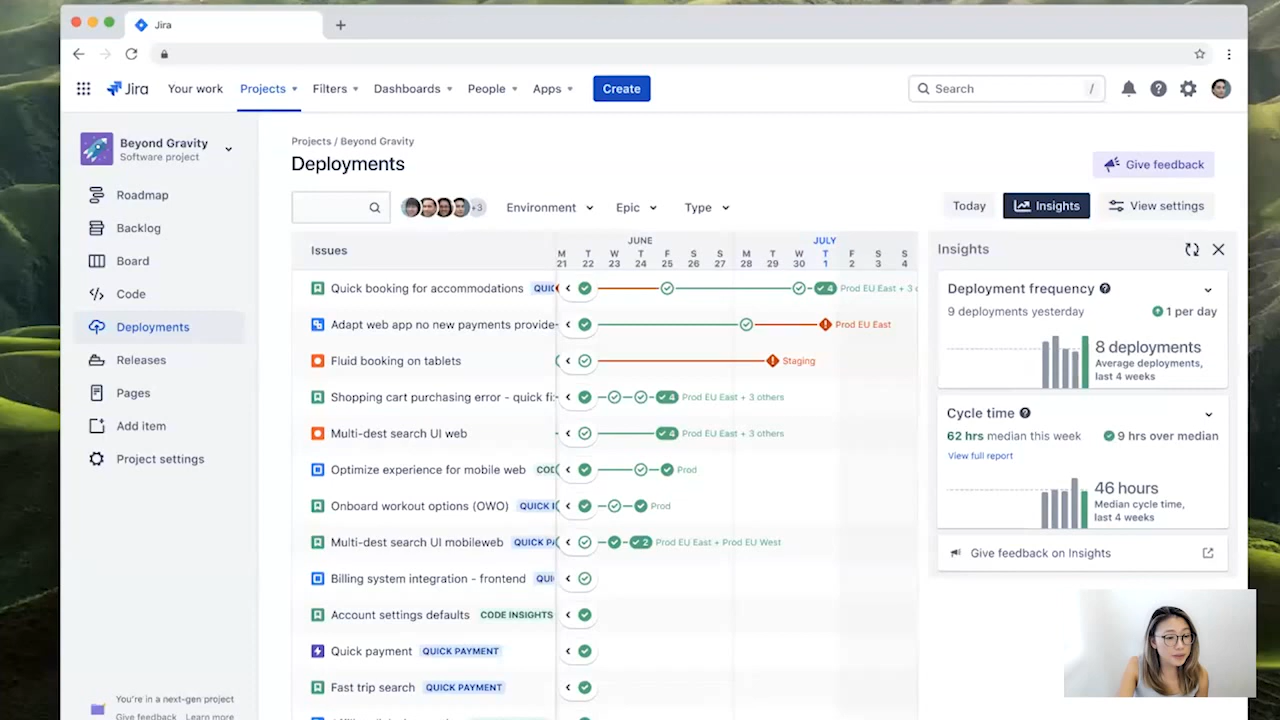 Jira
Jira
Your work
Projects
Filters
Dashboards
People
Apps
Create
Search
/
Beyond Gravity
Software project
Roadmap
Backlog
Board
Code
Deployments
Releases
Pages
Add item
Project settings
You're in a next-gen project
Give feedback Learn more
Projects / Beyond Gravity
Deployments
Give feedback
+3
Environment
Epic
Type
Today
Insights
View settings
Issues
JUNE
JULY
M T W T F S S M T W T F S S
21 22 23 24 25 26 27 28 29 30 1 2 3 4
Quick booking for accommodations
4 Prod EU East + 3
Adapt web app no new payments provide
Prod EU East
Fluid booking on tablets
Staging
Shopping cart purchasing error - quick fi
4 Prod EU East + 3 others
Multi-dest search UI web
4 Prod EU East + 3 others
Optimize experience for mobile web
Prod
Onboard workout options (OWO) QUICK
Prod
Multi-dest search UI mobileweb QUICK
2 Prod EU East + Prod EU West
Billing system integration - frontend
Account settings defaults CODE INSIGHTS
Quick payment QUICK PAYMENT
Fast trip search QUICK PAYMENT
Insights
Deployment frequency
9 deployments yesterday
1 per day
8 deployments
Average deployments,
last 4 weeks
Cycle time
62 hrs median this week
9 hrs over median
View full report
46 hours
Median cycle time,
last 4 weeks
Give feedback on Insights